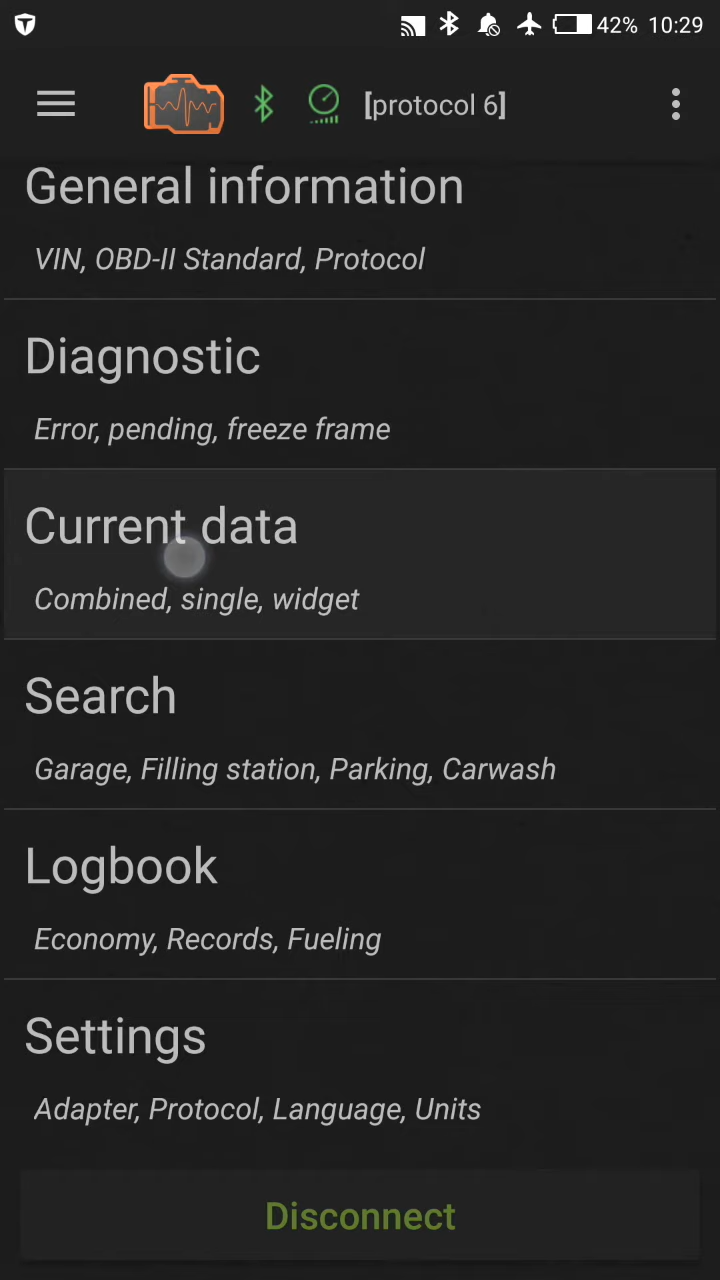 42% 10:29
[protocol 6]
General information
VIN, OBD-II Standard, Protocol
Diagnostic
Error, pending, freeze frame
Current data
Combined, single, widget
Search
Garage, Filling station, Parking, Carwash
Logbook
Economy, Records, Fueling
Settings
Adapter, Protocol, Language, Units
Disconnect